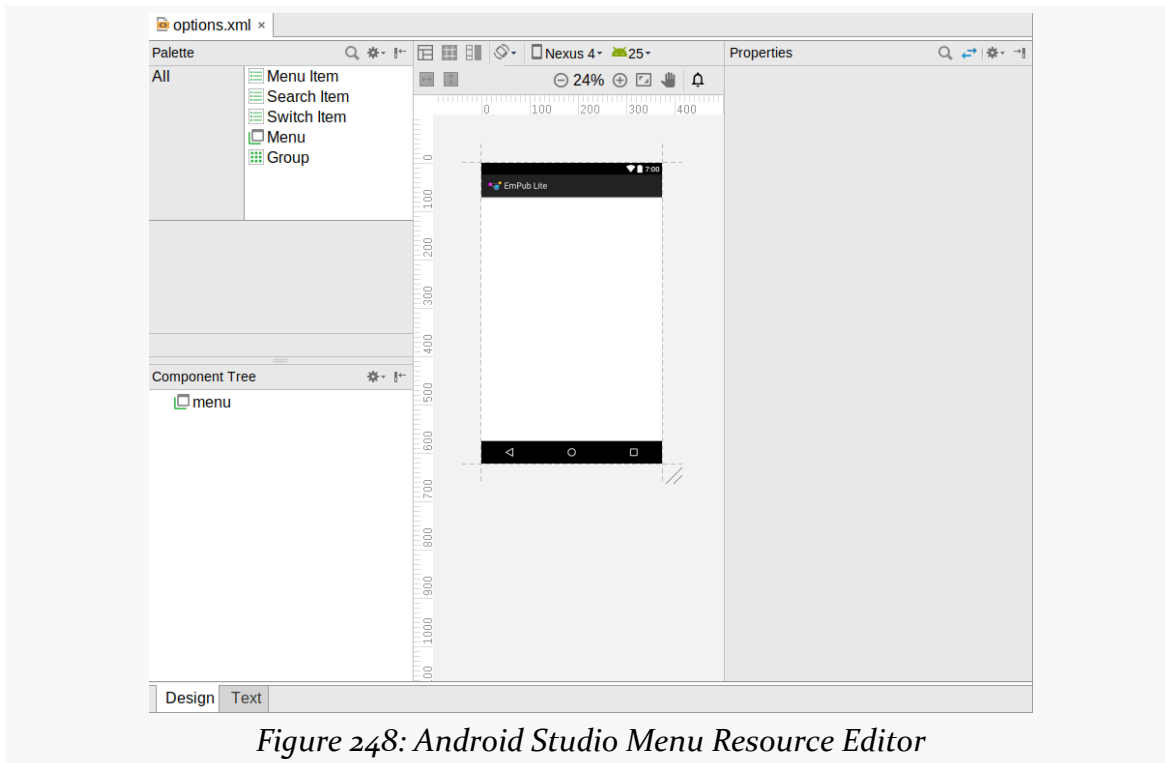 options.xml ×
Palette
All
Menu Item
Search Item
Switch Item
Menu
Group
Component Tree
menu
Nexus 4
25
24%
0 100 200 300 400
0
100
200
300
400
500
600
700
800
900
1000
00
7:00
EmPub Lite
Properties
Design Text
Figure 248: Android Studio Menu Resource Editor